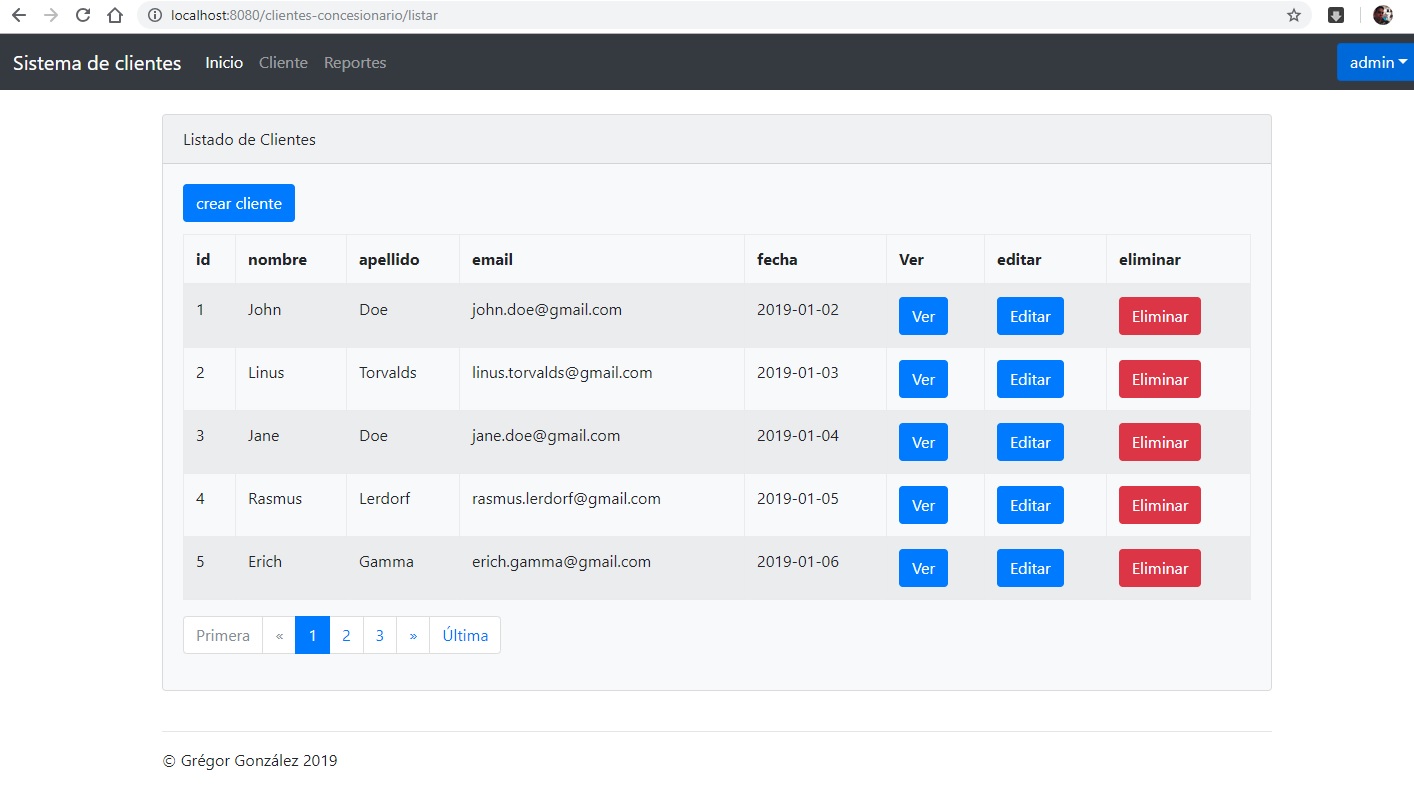 localhost:8080/clientes-concesionario/listar
Sistema de clientes Inicio Cliente Reportes admin
Listado de Clientes
crear cliente
id nombre apellido email fecha Ver editar eliminar
1 John Doe john.doe@gmail.com 2019-01-02 Ver Editar Eliminar
2 Linus Torvalds linus.torvalds@gmail.com 2019-01-03 Ver Editar Eliminar
3 Jane Doe jane.doe@gmail.com 2019-01-04 Ver Editar Eliminar
4 Rasmus Lerdorf rasmus.lerdorf@gmail.com 2019-01-05 Ver Editar Eliminar
5 Erich Gamma erich.gamma@gmail.com 2019-01-06 Ver Editar Eliminar
Primera « 1 2 3 » Última
© Grégor González 2019